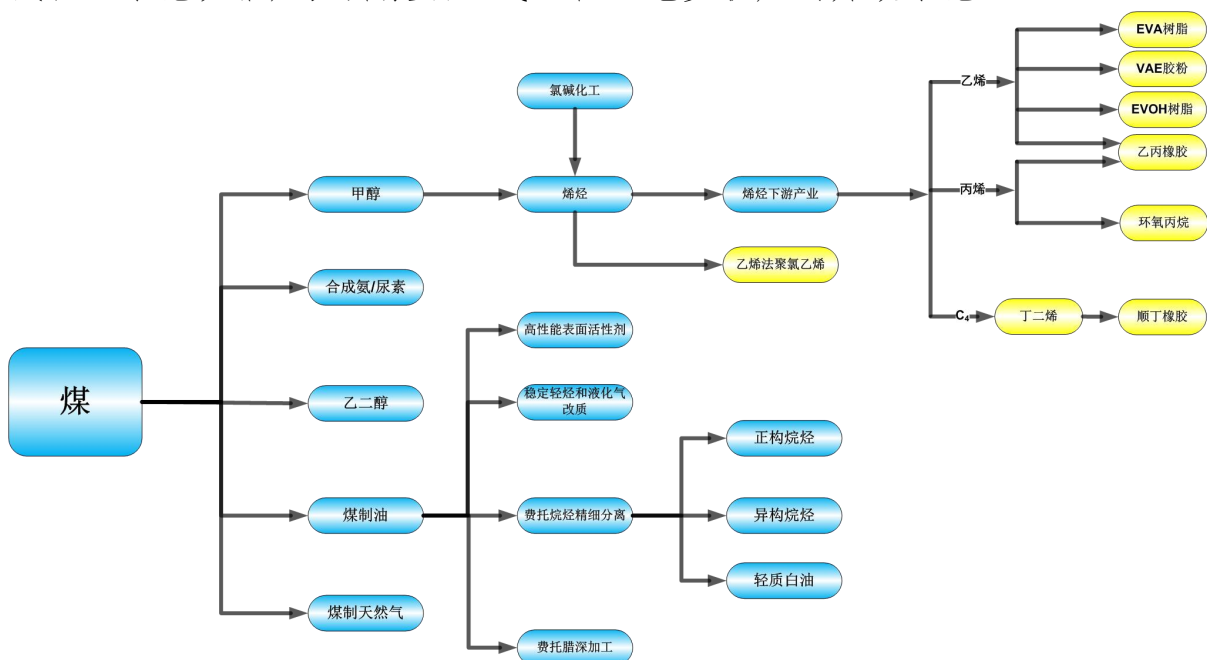 EVA树脂
乙烯
VAE胶粉
氯碱化工
EVOH树脂
乙丙橡胶
甲醇
烯烃
烯烃下游产业
丙烯
环氧丙烷
乙烯法聚氯乙烯
合成氨/尿素
C₄
丁二烯
顺丁橡胶
高性能表面活性剂
煤
乙二醇
稳定轻烃和液化气
改质
正构烷烃
煤制油
费托烷烃精细分离
异构烷烃
轻质白油
煤制天然气
费托腊深加工